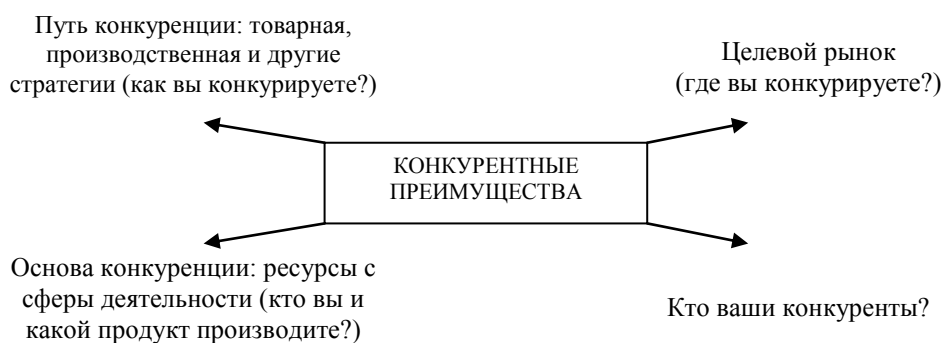 Путь конкуренции: товарная,
производственная и другие
стратегии (как вы конкурируете?)
Целевой рынок
(где вы конкурируете?)
КОНКУРЕНТНЫЕ
ПРЕИМУЩЕСТВА
Основа конкуренции: ресурсы с
сферы деятельности (кто вы и
какой продукт производите?)
Кто ваши конкуренты?